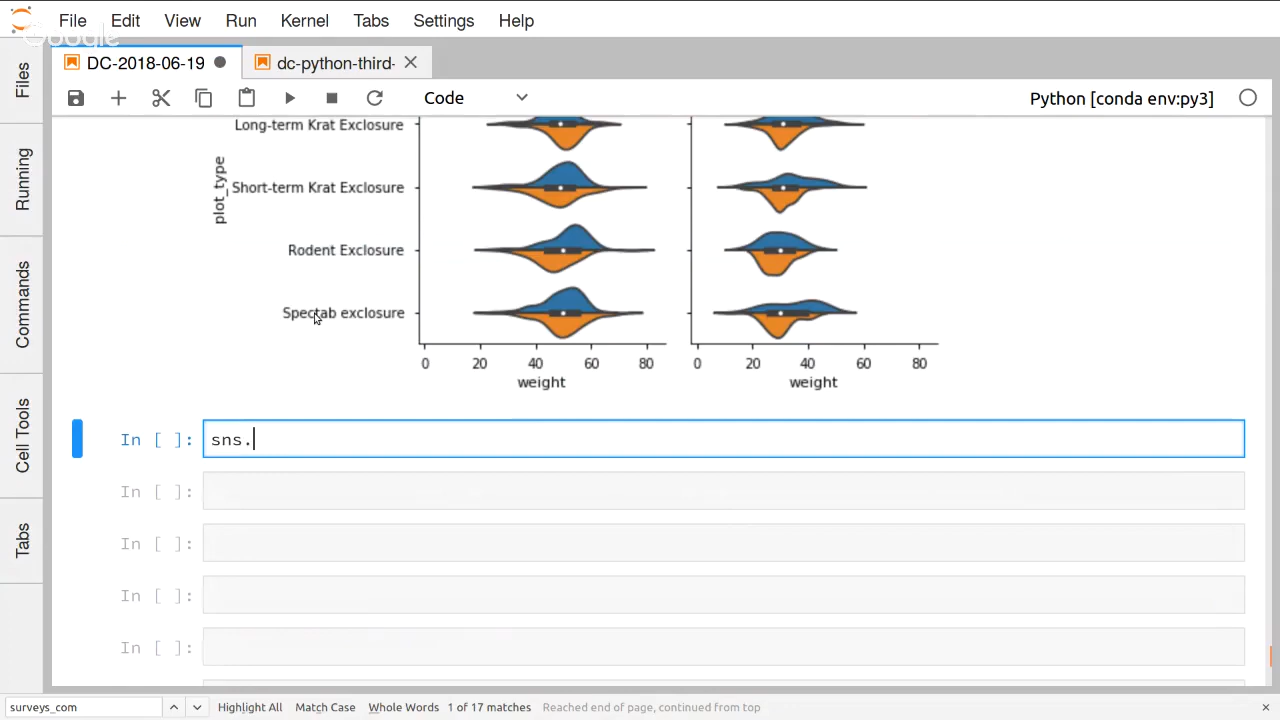 File Edit View Run Kernel Tabs Settings Help
Google
DC-2018-06-19
dc-python-third-
Code
Python [conda env:py3]
Files
Running
Commands
Cell Tools
Tabs
plot_type
Long-term Krat Exclosure
Short-term Krat Exclosure
Rodent Exclosure
Spectab exclosure
0 20 40 60 80 0 20 40 60 80
weight weight
In [ ]: sns.
In [ ]:
In [ ]:
In [ ]:
In [ ]:
surveys_com Highlight All Match Case Whole Words 1 of 17 matches Reached end of page, continued from top